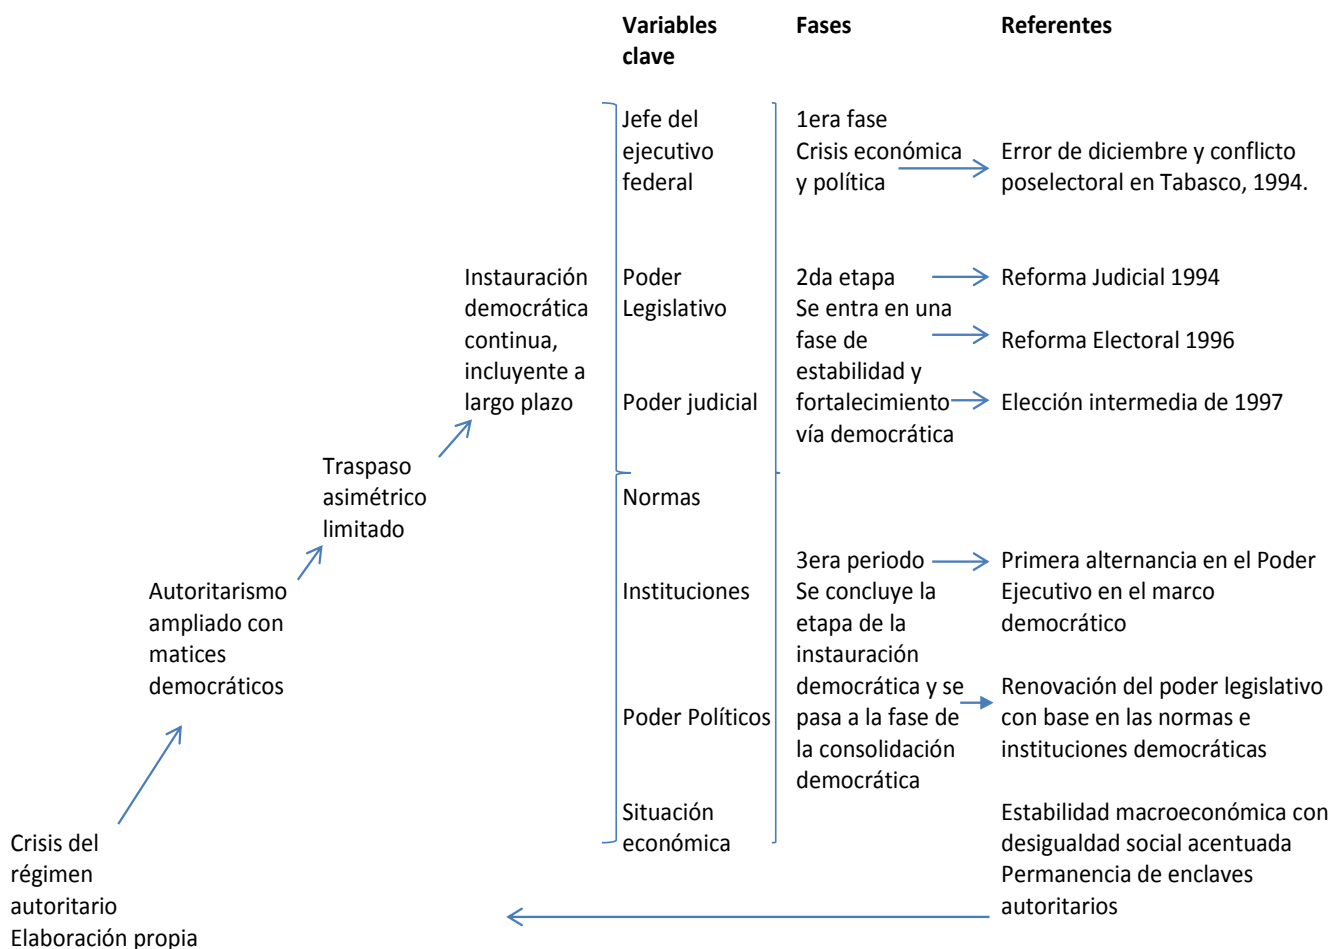 Variables
clave
Fases
Referentes
Jefe del
ejecutivo
federal
1era fase
Crisis económica
y política
Error de diciembre y conflicto
poselectoral en Tabasco, 1994.
Instauración
democrática
continua,
incluyente a
largo plazo
Poder
Legislativo
Poder judicial
2da etapa
Se entra en una
fase de
estabilidad y
fortalecimiento
vía democrática
Reforma Judicial 1994
Reforma Electoral 1996
Elección intermedia de 1997
Traspaso
asimétrico
limitado
Normas
Autoritarismo
ampliado con
matices
democráticos
Instituciones
Poder Políticos
3era periodo
Se concluye la
etapa de la
instauración
democrática y se
pasa a la fase de
la consolidación
democrática
Primera alternancia en el Poder
Ejecutivo en el marco
democrático
Renovación del poder legislativo
con base en las normas e
instituciones democráticas
Situación
económica
Estabilidad macroeconómica con
desigualdad social acentuada
Permanencia de enclaves
autoritarios
Crisis del
régimen
autoritario
Elaboración propia